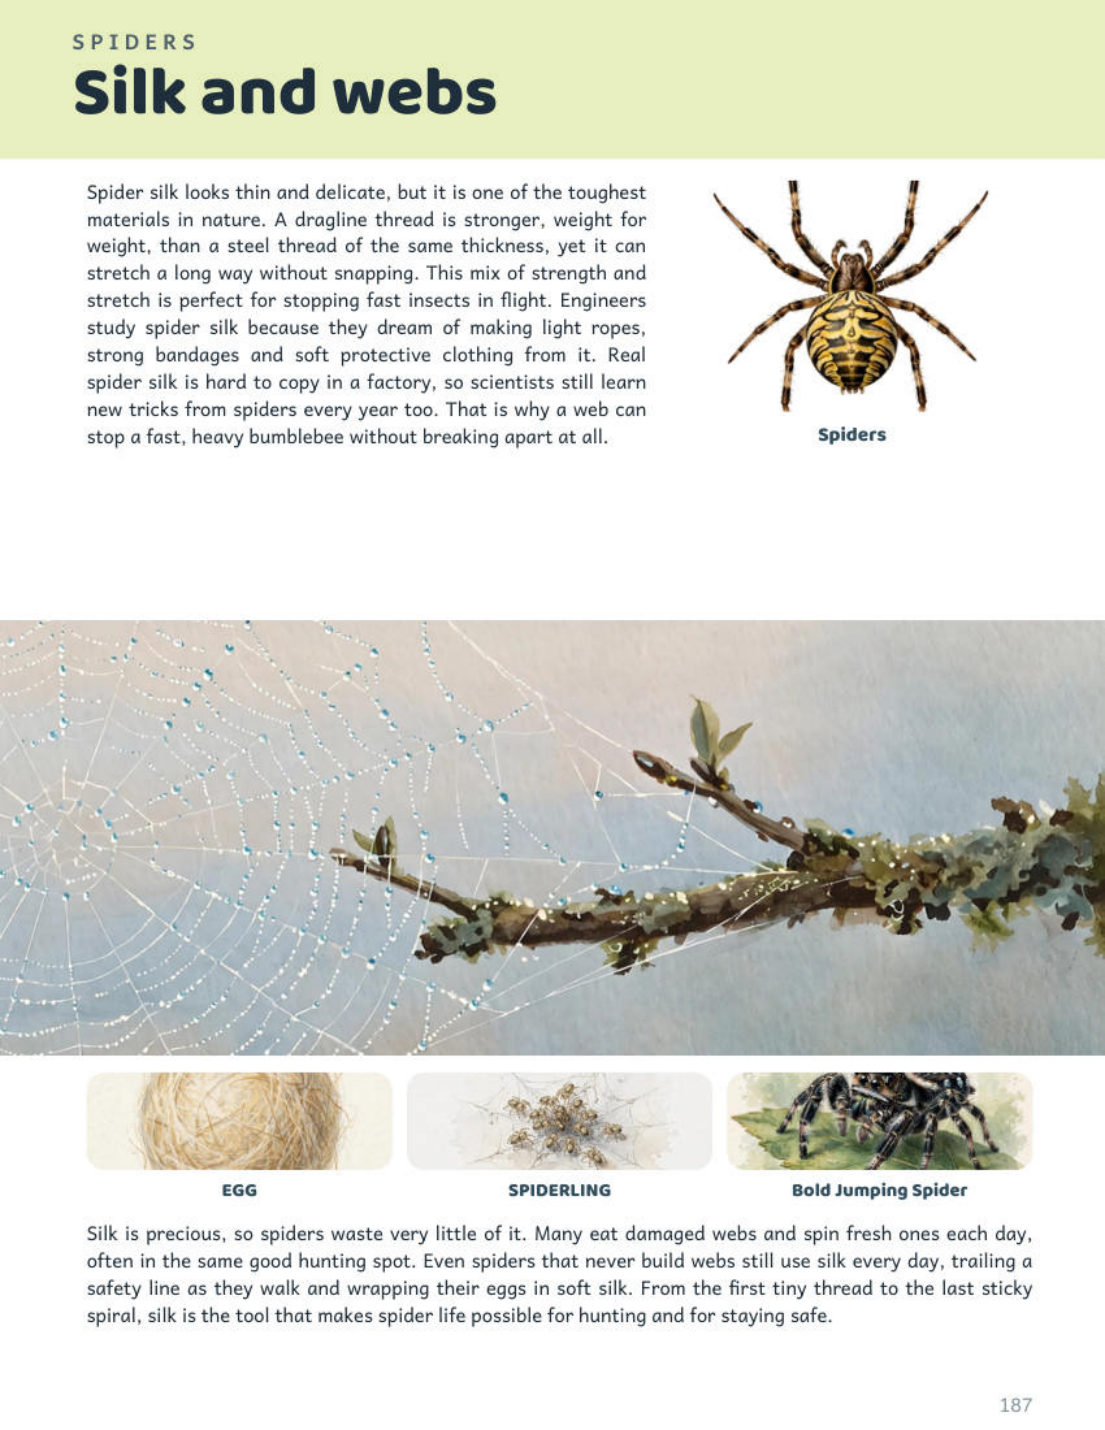 SPIDERS
Silk and webs
Spider silk looks thin and delicate, but it is one of the toughest
materials in nature. A dragline thread is stronger, weight for
weight, than a steel thread of the same thickness, yet it can
stretch a long way without snapping. This mix of strength and
stretch is perfect for stopping fast insects in flight. Engineers
study spider silk because they dream of making light ropes,
strong bandages and soft protective clothing from it. Real
spider silk is hard to copy in a factory, so scientists still learn
new tricks from spiders every year too. That is why a web can
stop a fast, heavy bumblebee without breaking apart at all.
Spiders
EGG
SPIDERLING
Bold Jumping Spider
Silk is precious, so spiders waste very little of it. Many eat damaged webs and spin fresh ones each day,
often in the same good hunting spot. Even spiders that never build webs still use silk every day, trailing a
safety line as they walk and wrapping their eggs in soft silk. From the first tiny thread to the last sticky
spiral, silk is the tool that makes spider life possible for hunting and for staying safe.
187